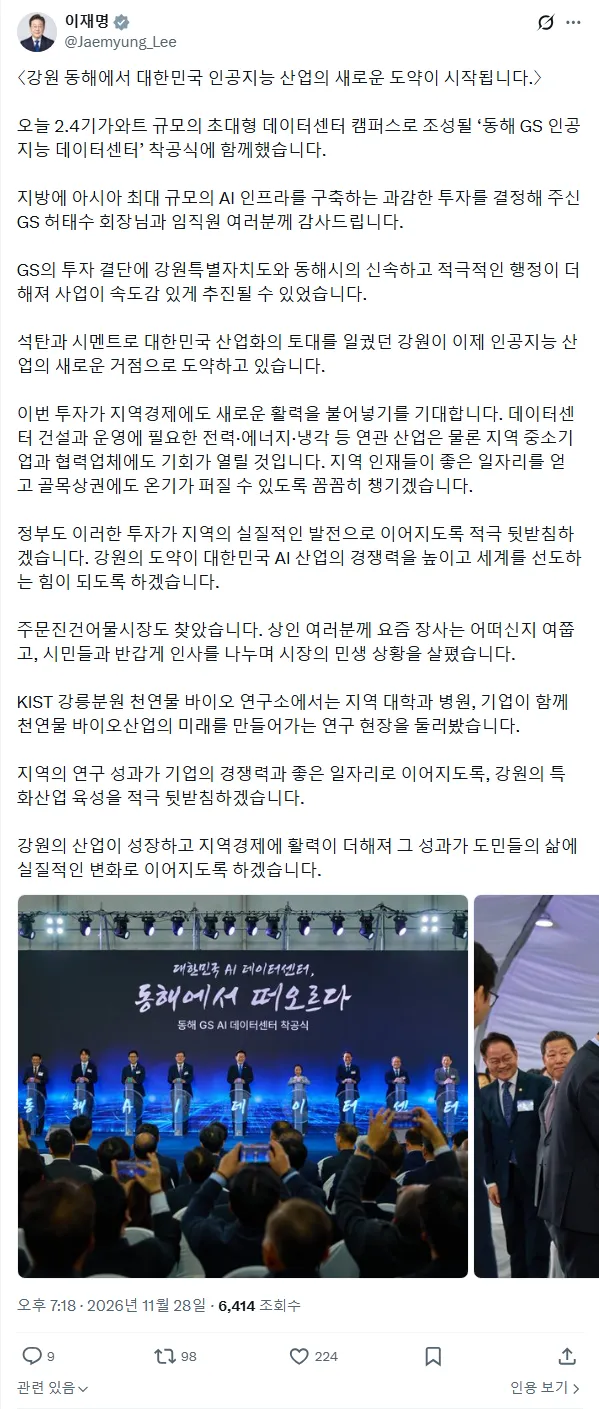 이재명
@Jaemyung_Lee
〈강원 동해에서 대한민국 인공지능 산업의 새로운 도약이 시작됩니다.〉
오늘 2.4기가와트 규모의 초대형 데이터센터 캠퍼스로 조성될 ‘동해 GS 인공
지능 데이터센터’ 착공식에 함께했습니다.
지방에 아시아 최대 규모의 AI 인프라를 구축하는 과감한 투자를 결정해 주신
GS 허태수 회장님과 임직원 여러분께 감사드립니다.
GS의 투자 결단에 강원특별자치도와 동해시의 신속하고 적극적인 행정이 더
해져 사업이 속도감 있게 추진될 수 있었습니다.
석탄과 시멘트로 대한민국 산업화의 토대를 일궜던 강원이 이제 인공지능 산
업의 새로운 거점으로 도약하고 있습니다.
이번 투자가 지역경제에도 새로운 활력을 불어넣기를 기대합니다. 데이터센
터 건설과 운영에 필요한 전력·에너지·냉각 등 연관 산업은 물론 지역 중소기
업과 협력업체에도 기회가 열릴 것입니다. 지역 인재들이 좋은 일자리를 얻
고 골목상권에도 온기가 퍼질 수 있도록 꼼꼼히 챙기겠습니다.
정부도 이러한 투자가 지역의 실질적인 발전으로 이어지도록 적극 뒷받침하
겠습니다. 강원의 도약이 대한민국 AI 산업의 경쟁력을 높이고 세계를 선도하
는 힘이 되도록 하겠습니다.
주문진건어물시장도 찾았습니다. 상인 여러분께 요즘 장사는 어떠신지 여쭙
고, 시민들과 반갑게 인사를 나누며 시장의 민생 상황을 살폈습니다.
KIST 강릉분원 천연물 바이오 연구소에서는 지역 대학과 병원, 기업이 함께
천연물 바이오산업의 미래를 만들어가는 연구 현장을 둘러봤습니다.
지역의 연구 성과가 기업의 경쟁력과 좋은 일자리로 이어지도록, 강원의 특
화산업 육성을 적극 뒷받침하겠습니다.
강원의 산업이 성장하고 지역경제에 활력이 더해져 그 성과가 도민들의 삶에
실질적인 변화로 이어지도록 하겠습니다.
대한민국 AI 데이터센터,
동해에서 떠오르다
동해 GS AI 데이터센터 착공식
동 해 A I 데 이 터 센 터
오후 7:18 · 2026년 11월 28일 · 6,414 조회수
9 98 224
관련 있음 인용 보기